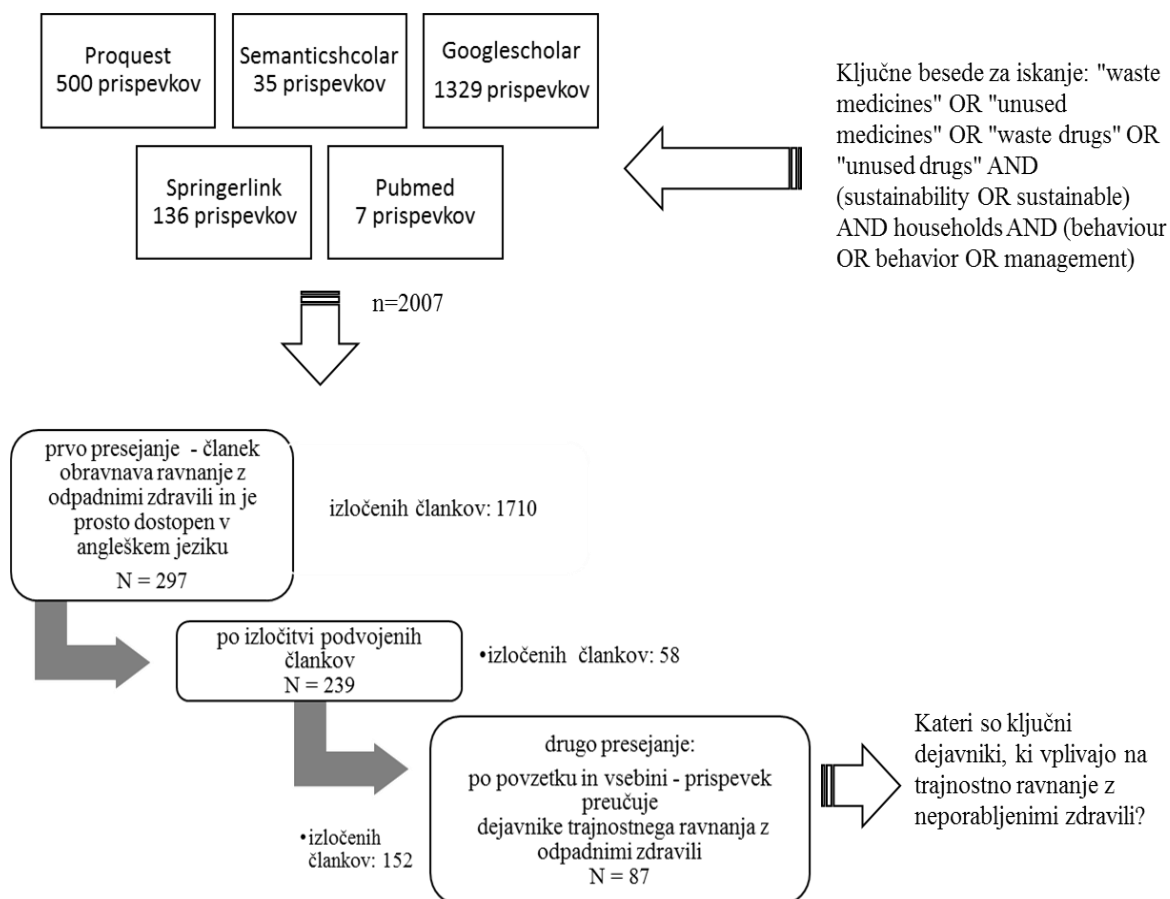 Proquest
500 prispevkov
Semanticshcolar
35 prispevkov
Googlescholar
1329 prispevkov
Springerlink
136 prispevkov
Pubmed
7 prispevkov
Ključne besede za iskanje: "waste
medicines" OR "unused
medicines" OR "waste drugs" OR
"unused drugs" AND
(sustainability OR sustainable)
AND households AND (behaviour
OR behavior OR management)
n=2007
prvo presejanje - članek
obravnava ravnanje z
odpadnimi zdravili in je
prosto dostopen v
angleškem jeziku
N = 297
izločenih člankov: 1710
po izločitvi podvojenih
člankov
N = 239
•izločenih člankov: 58
drugo presejanje:
po povzetku in vsebini - prispevek
preučuje
dejavnike trajnostnega ravnanja z
odpadnimi zdravili
N = 87
•izločenih
člankov: 152
Kateri so ključni
dejavniki, ki vplivajo na
trajnostno ravnanje z
neporabljenimi zdravili?